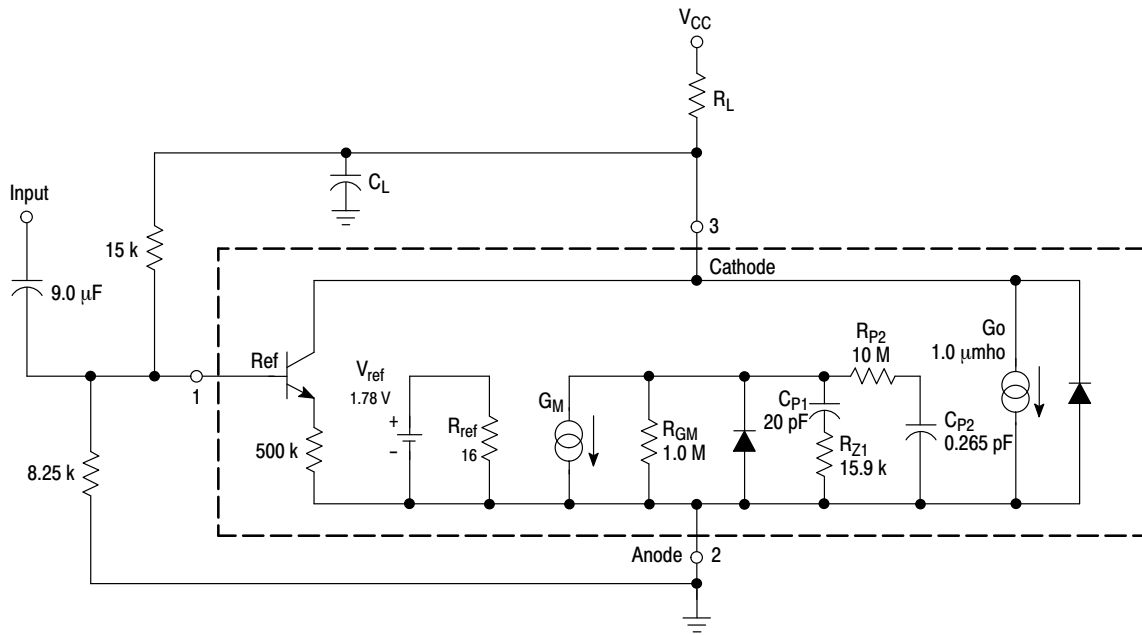 VCC
RL
CL
Input
15 k
3
Cathode
9.0 μF
Go
1.0 μmho
RP2
10 M
Ref
Vref
1.78 V
1
GM
CP1
20 pF
CP2
0.265 pF
+
–
Rref
16
RGM
1.0 M
RZ1
15.9 k
500 k
8.25 k
Anode
2